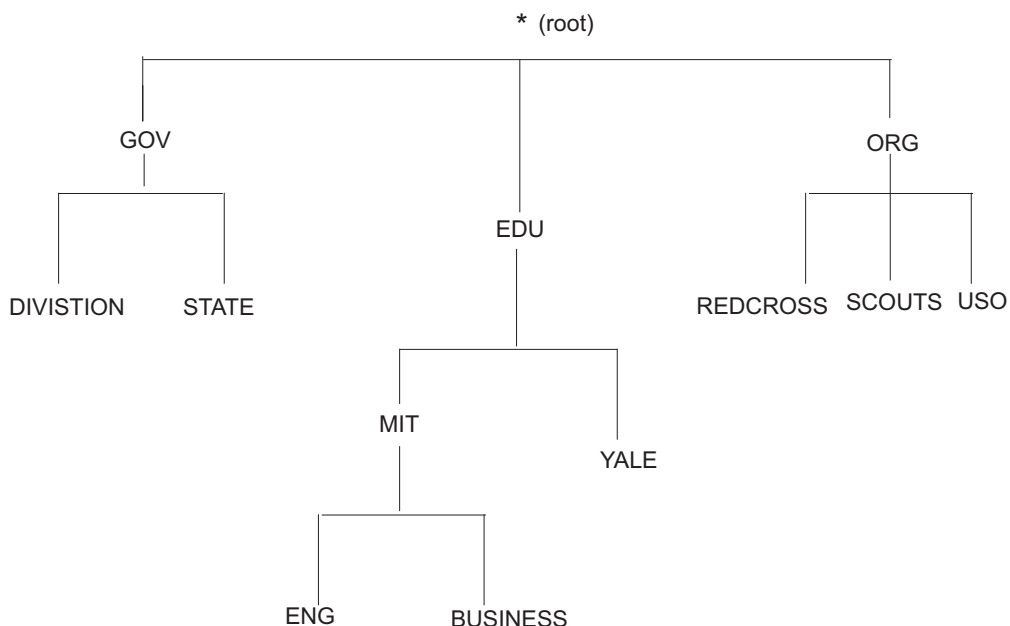 * (root)
GOV
ORG
EDU
DIVISTION
STATE
REDCROSS
SCOUTS
USO
MIT
YALE
ENG
BUSINESS